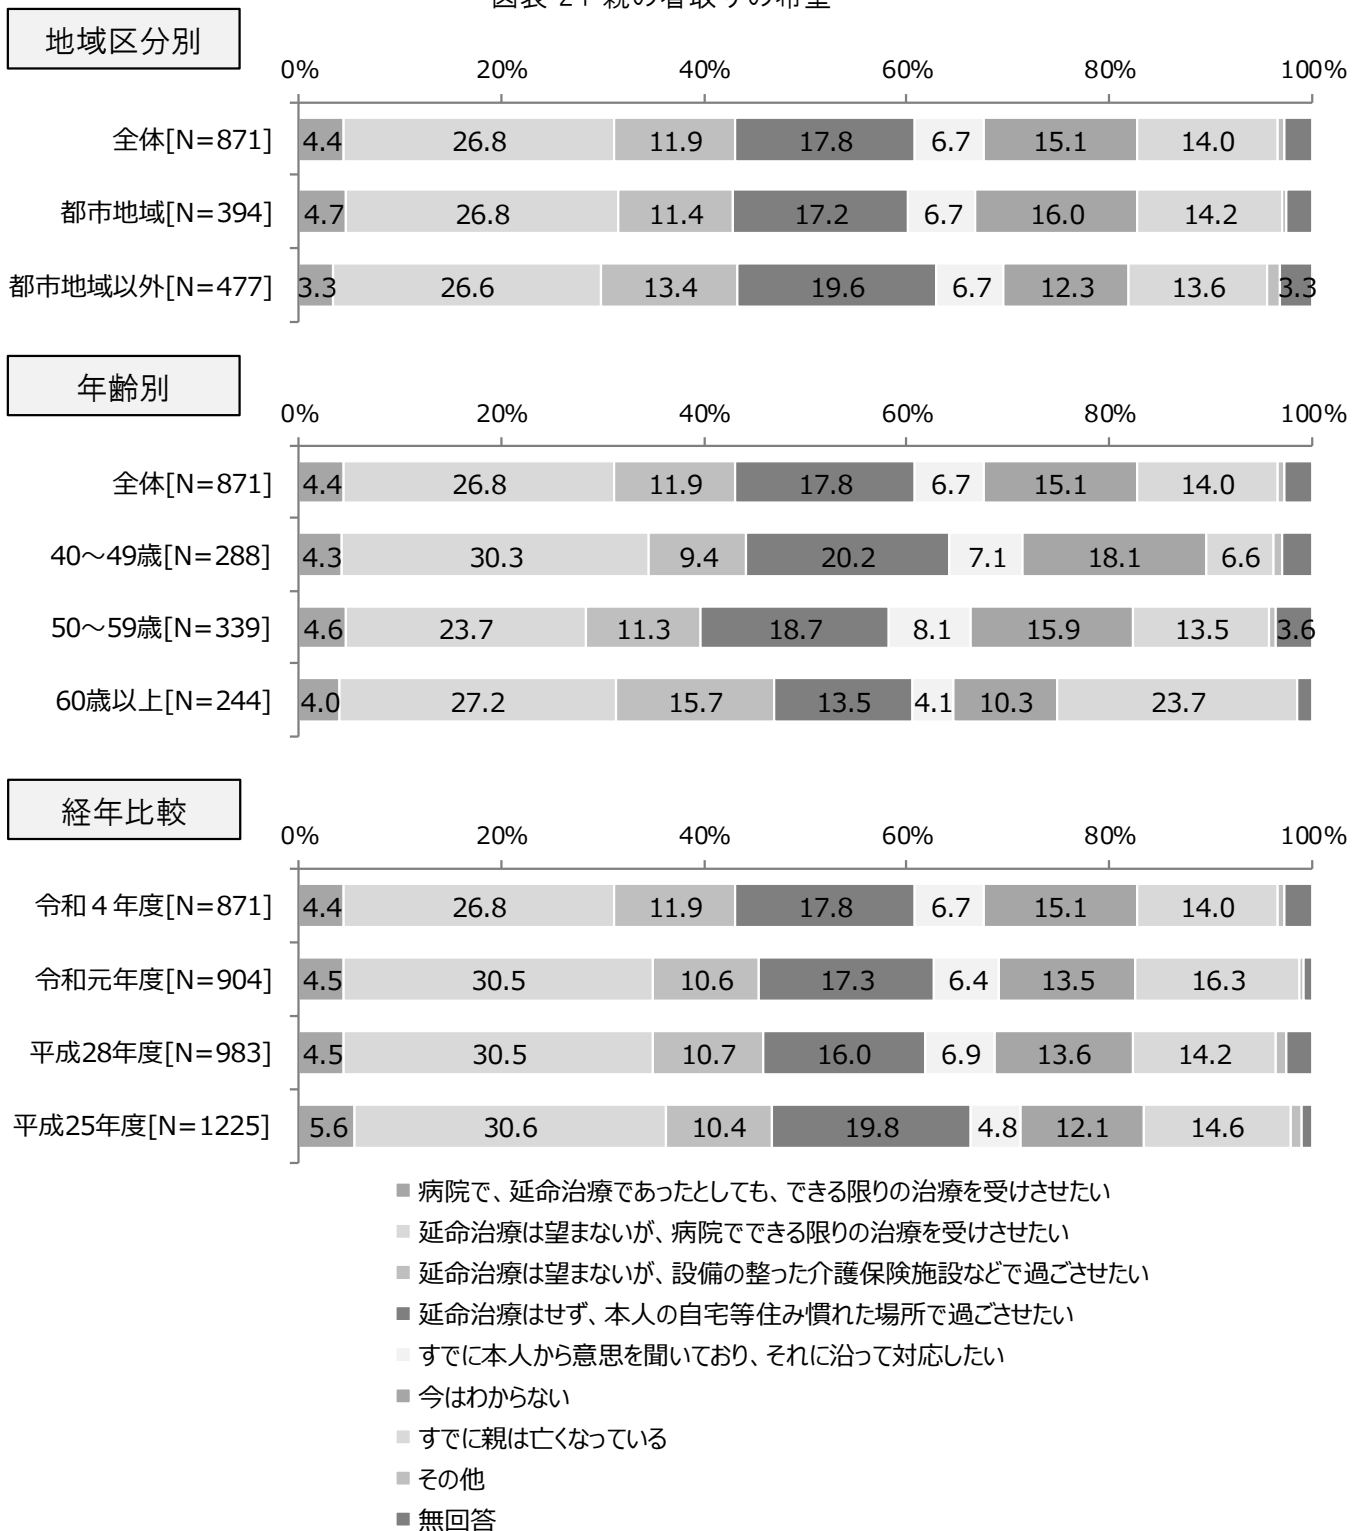 地域区分別
0% 20% 40% 60% 80% 100%
全体[N=871] 4.4 26.8 11.9 17.8 6.7 15.1 14.0
都市地域[N=394] 4.7 26.8 11.4 17.2 6.7 16.0 14.2
都市地域以外[N=477] 3.3 26.6 13.4 19.6 6.7 12.3 13.6 3.3
年齢別
0% 20% 40% 60% 80% 100%
全体[N=871] 4.4 26.8 11.9 17.8 6.7 15.1 14.0
40～49歳[N=288] 4.3 30.3 9.4 20.2 7.1 18.1 6.6
50～59歳[N=339] 4.6 23.7 11.3 18.7 8.1 15.9 13.5 3.6
60歳以上[N=244] 4.0 27.2 15.7 13.5 4.1 10.3 23.7
経年比較
0% 20% 40% 60% 80% 100%
令和４年度[N=871] 4.4 26.8 11.9 17.8 6.7 15.1 14.0
令和元年度[N=904] 4.5 30.5 10.6 17.3 6.4 13.5 16.3
平成28年度[N=983] 4.5 30.5 10.7 16.0 6.9 13.6 14.2
平成25年度[N=1225] 5.6 30.6 10.4 19.8 4.8 12.1 14.6
病院で、延命治療であったとしても、できる限りの治療を受けさせたい
延命治療は望まないが、病院でできる限りの治療を受けさせたい
延命治療は望まないが、設備の整った介護保険施設などで過ごさせたい
延命治療はせず、本人の自宅等住み慣れた場所で過ごさせたい
すでに本人から意思を聞いており、それに沿って対応したい
今はわからない
すでに親は亡くなっている
その他
無回答